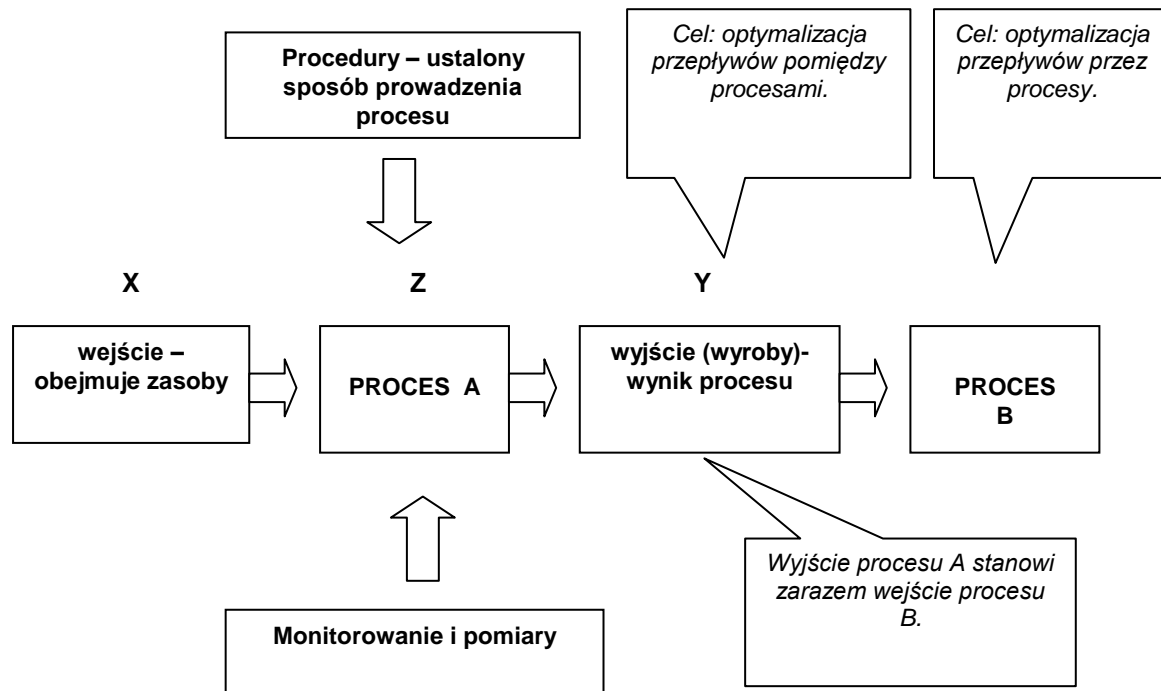 Procedury – ustalony
sposób prowadzenia
procesu
Cel: optymalizacja
przepływów pomiędzy
procesami.
Cel: optymalizacja
przepływów przez
procesy.
X
Z
Y
wejście –
obejmuje zasoby
PROCES A
wyjście (wyroby)-
wynik procesu
PROCES
B
Wyjście procesu A stanowi
zarazem wejście procesu
B.
Monitorowanie i pomiary